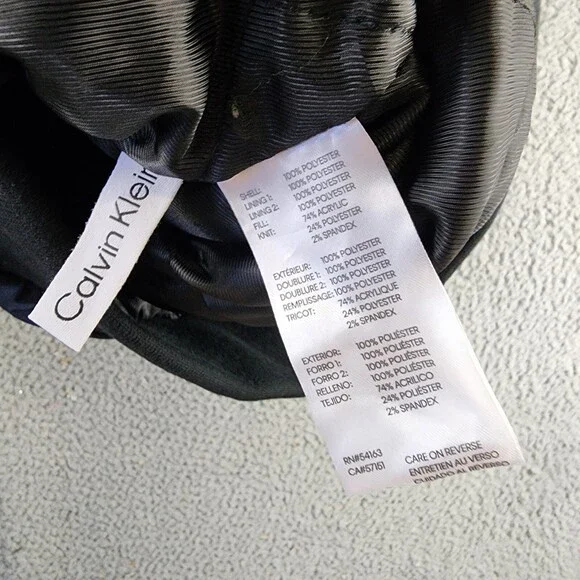 Calvin Klein
SHELL: 100% POLYESTER
LINING 1: 100% POLYESTER
LINING 2: 100% POLYESTER
FILL: 100% POLYESTER
KNIT: 74% ACRYLIC
24% POLYESTER
2% SPANDEX
EXTÉRIEUR: 100% POLYESTER
DOUBLURE 1: 100% POLYESTER
DOUBLURE 2: 100% POLYESTER
REMPLISSAGE: 100% POLYESTER
TRICOT: 74% ACRYLIQUE
24% POLYESTER
2% SPANDEX
EXTERIOR: 100% POLIÉSTER
FORRO 1: 100% POLIÉSTER
FORRO 2: 100% POLIÉSTER
RELLENO: 100% POLIÉSTER
TEJIDO: 74% ACRILICO
24% POLIÉSTER
2% SPANDEX
RN#54163 CARE ON REVERSE
CA#57151 ENTRETIEN AU VERSO
CUIDADO AL REVERSO